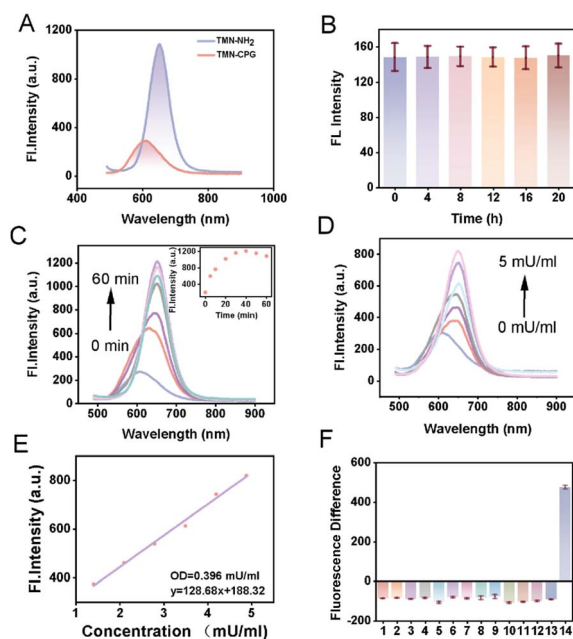 A
1200
800
400
0
400 600 800 1000
Fl.Intensity (a.u.)
Wavelength (nm)
TMN-NH2
TMN-CPG
B
160
120
80
40
0
0 4 8 12 16 20
FL Intensity
Time (h)
C
1200
1000
800
600
400
200
0
500 600 700 800 900
Fl.Intensity (a.u.)
Wavelength (nm)
60 min
0 min
1200
800
400
0 20 40 60
Fl.Intensity (a.u.)
Time (min)
D
800
600
400
200
0
500 600 700 800 900
Fl.Intensity (a.u.)
Wavelength (nm)
5 mU/ml
0 mU/ml
E
800
600
400
1 2 3 4 5
Fl.Intensity (a.u.)
Concentration （mU/ml)
OD=0.396 mU/ml
y=128.68x+188.32
F
600
400
200
0
-200
1 2 3 4 5 6 7 8 9 10 11 12 13 14
Fluorescence Difference